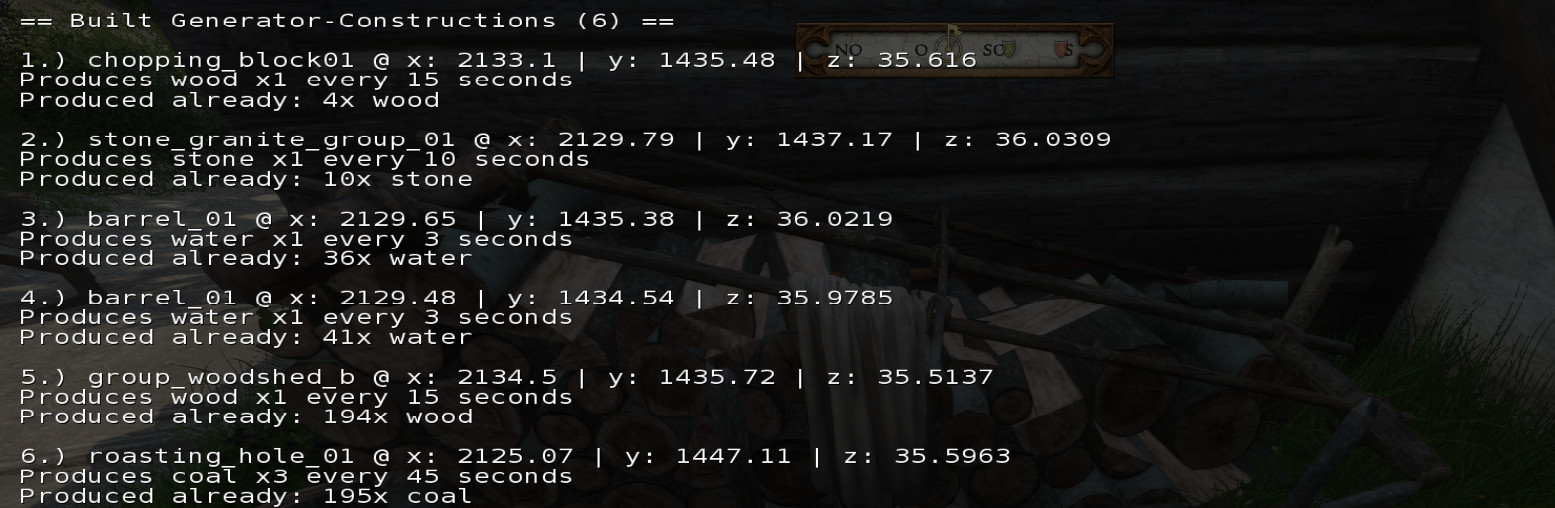 == Built Generator-Constructions (6) ==
NO O SO S
1.) chopping_block01 @ x: 2133.1 | y: 1435.48 | z: 35.616
Produces wood x1 every 15 seconds
Produced already: 4x wood
2.) stone_granite_group_01 @ x: 2129.79 | y: 1437.17 | z: 36.0309
Produces stone x1 every 10 seconds
Produced already: 10x stone
3.) barrel_01 @ x: 2129.65 | y: 1435.38 | z: 36.0219
Produces water x1 every 3 seconds
Produced already: 36x water
4.) barrel_01 @ x: 2129.48 | y: 1434.54 | z: 35.9785
Produces water x1 every 3 seconds
Produced already: 41x water
5.) group_woodshed_b @ x: 2134.5 | y: 1435.72 | z: 35.5137
Produces wood x1 every 15 seconds
Produced already: 194x wood
6.) roasting_hole_01 @ x: 2125.07 | y: 1447.11 | z: 35.5963
Produces coal x3 every 45 seconds
Produced already: 195x coal